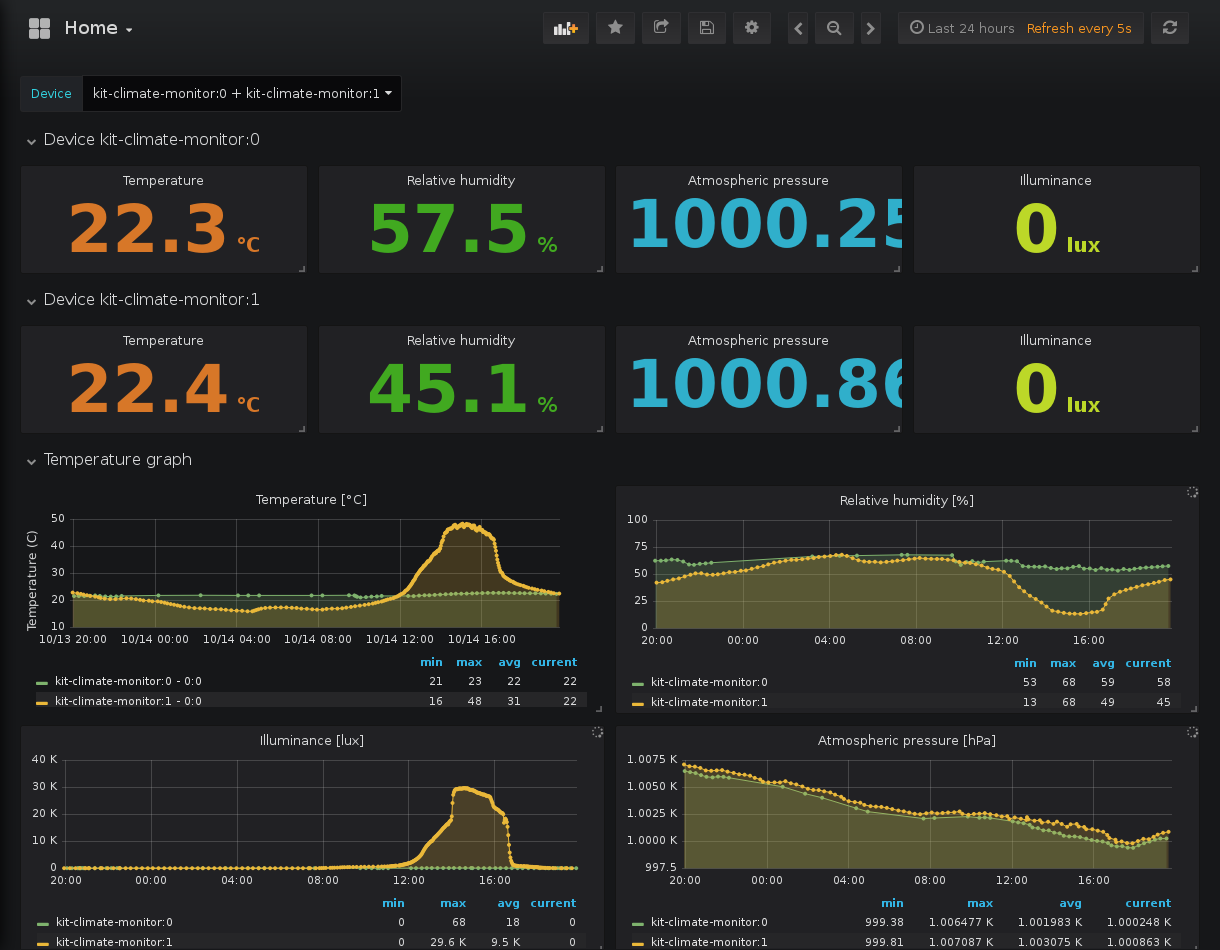 Home
Last 24 hours Refresh every 5s
Device kit-climate-monitor:0 + kit-climate-monitor:1
Device kit-climate-monitor:0
Temperature Relative humidity Atmospheric pressure Illuminance
22.3 °C 57.5 % 1000.25 0 lux
Device kit-climate-monitor:1
Temperature Relative humidity Atmospheric pressure Illuminance
22.4 °C 45.1 % 1000.86 0 lux
Temperature graph
Temperature [°C]
Temperature (C)
50
40
30
20
10
10/13 20:00 10/14 00:00 10/14 04:00 10/14 08:00 10/14 12:00 10/14 16:00
min max avg current
kit-climate-monitor:0 - 0:0 21 23 22 22
kit-climate-monitor:1 - 0:0 16 48 31 22
Relative humidity [%]
100
75
50
25
0
20:00 00:00 04:00 08:00 12:00 16:00
min max avg current
kit-climate-monitor:0 53 68 59 58
kit-climate-monitor:1 13 68 49 45
Illuminance [lux]
40 K
30 K
20 K
10 K
0
20:00 00:00 04:00 08:00 12:00 16:00
min max avg current
kit-climate-monitor:0 0 68 18 0
kit-climate-monitor:1 0 29.6 K 9.5 K 0
Atmospheric pressure [hPa]
1.0075 K
1.0050 K
1.0025 K
1.0000 K
997.5
20:00 00:00 04:00 08:00 12:00 16:00
min max avg current
kit-climate-monitor:0 999.38 1.006477 K 1.001983 K 1.000248 K
kit-climate-monitor:1 999.81 1.007087 K 1.003075 K 1.000863 K